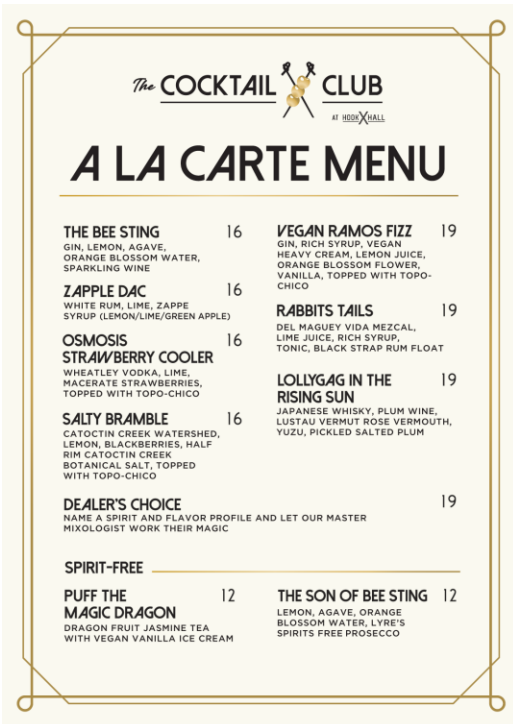 The COCKTAIL CLUB
AT HOOK HALL
A LA CARTE MENU
THE BEE STING 16
GIN, LEMON, AGAVE,
ORANGE BLOSSOM WATER,
SPARKLING WINE
ZAPPLE DAC 16
WHITE RUM, LIME, ZAPPE
SYRUP (LEMON/LIME/GREEN APPLE)
OSMOSIS 16
STRAWBERRY COOLER
WHEATLEY VODKA, LIME,
MACERATE STRAWBERRIES,
TOPPED WITH TOPO-CHICO
SALTY BRAMBLE 16
CATOCTIN CREEK WATERSHED,
LEMON, BLACKBERRIES, HALF
RIM CATOCTIN CREEK
BOTANICAL SALT, TOPPED
WITH TOPO-CHICO
VEGAN RAMOS FIZZ 19
GIN, RICH SYRUP, VEGAN
HEAVY CREAM, LEMON JUICE,
ORANGE BLOSSOM FLOWER,
VANILLA, TOPPED WITH TOPO-
CHICO
RABBITS TAILS 19
DEL MAGUEY VIDA MEZCAL,
LIME JUICE, RICH SYRUP,
TONIC, BLACK STRAP RUM FLOAT
LOLLYGAG IN THE 19
RISING SUN
JAPANESE WHISKY, PLUM WINE,
LUSTAU VERMUT ROSE VERMOUTH,
YUZU, PICKLED SALTED PLUM
DEALER'S CHOICE 19
NAME A SPIRIT AND FLAVOR PROFILE AND LET OUR MASTER
MIXOLOGIST WORK THEIR MAGIC
SPIRIT-FREE
PUFF THE 12
MAGIC DRAGON
DRAGON FRUIT JASMINE TEA
WITH VEGAN VANILLA ICE CREAM
THE SON OF BEE STING 12
LEMON, AGAVE, ORANGE
BLOSSOM WATER, LYRE'S
SPIRITS FREE PROSECCO